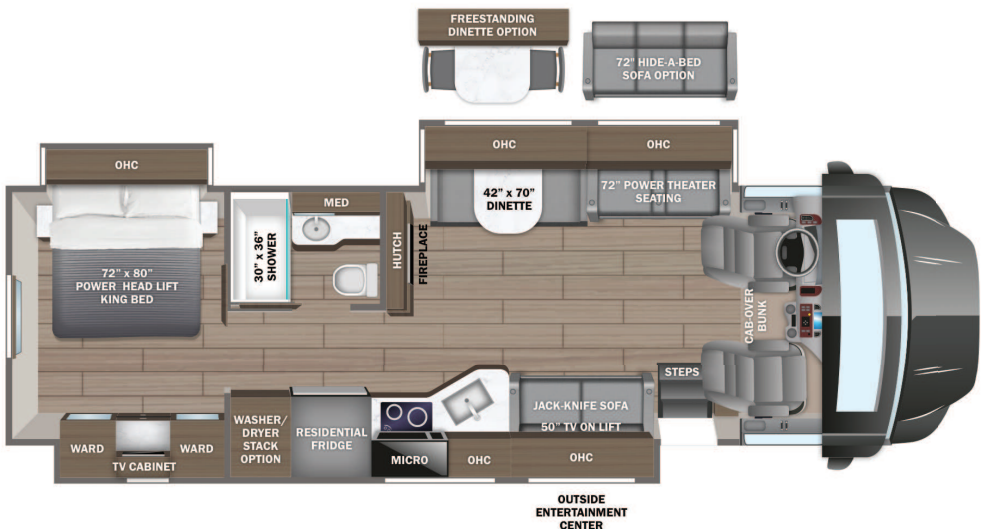 FREESTANDING
DINETTE OPTION
72" HIDE-A-BED
SOFA OPTION
OHC
OHC
OHC
42” x 70”
DINETTE
72” POWER THEATER
SEATING
MED
30” x 36”
SHOWER
HUTCH
FIREPLACE
72” x 80”
POWER HEAD LIFT
KING BED
CAB-OVER
BUNK
STEPS
JACK-KNIFE SOFA
50” TV ON LIFT
WASHER/
DRYER
STACK
OPTION
RESIDENTIAL
FRIDGE
WARD
WARD
TV CABINET
MICRO
OHC
OHC
OUTSIDE
ENTERTAINMENT
CENTER